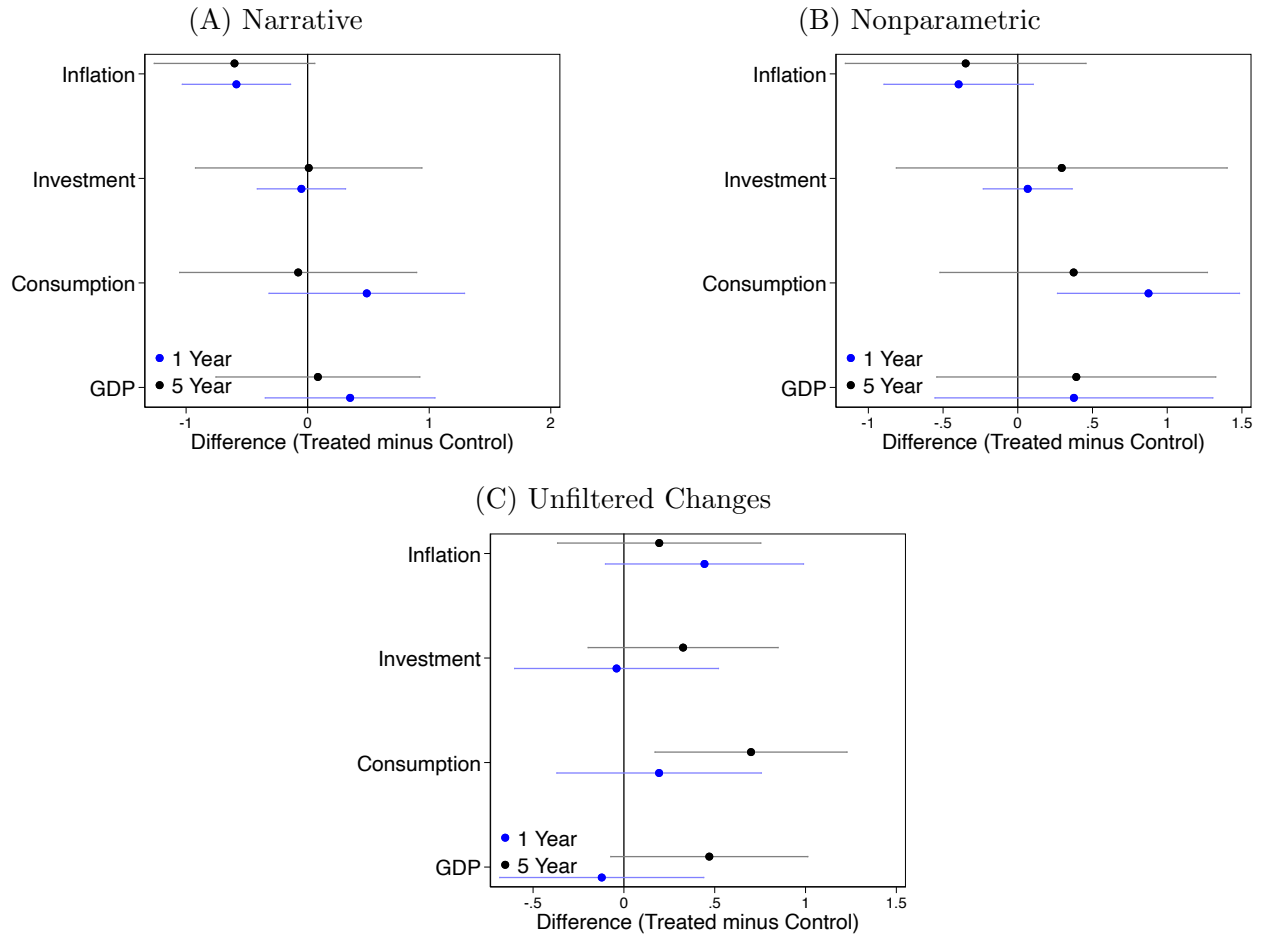 (A) Narrative
Inflation
Investment
Consumption
1 Year
5 Year
GDP
-1 0 1 2
Difference (Treated minus Control)
(B) Nonparametric
Inflation
Investment
Consumption
1 Year
5 Year
GDP
-1 -.5 0 .5 1 1.5
Difference (Treated minus Control)
(C) Unfiltered Changes
Inflation
Investment
Consumption
1 Year
5 Year
GDP
-.5 0 .5 1 1.5
Difference (Treated minus Control)